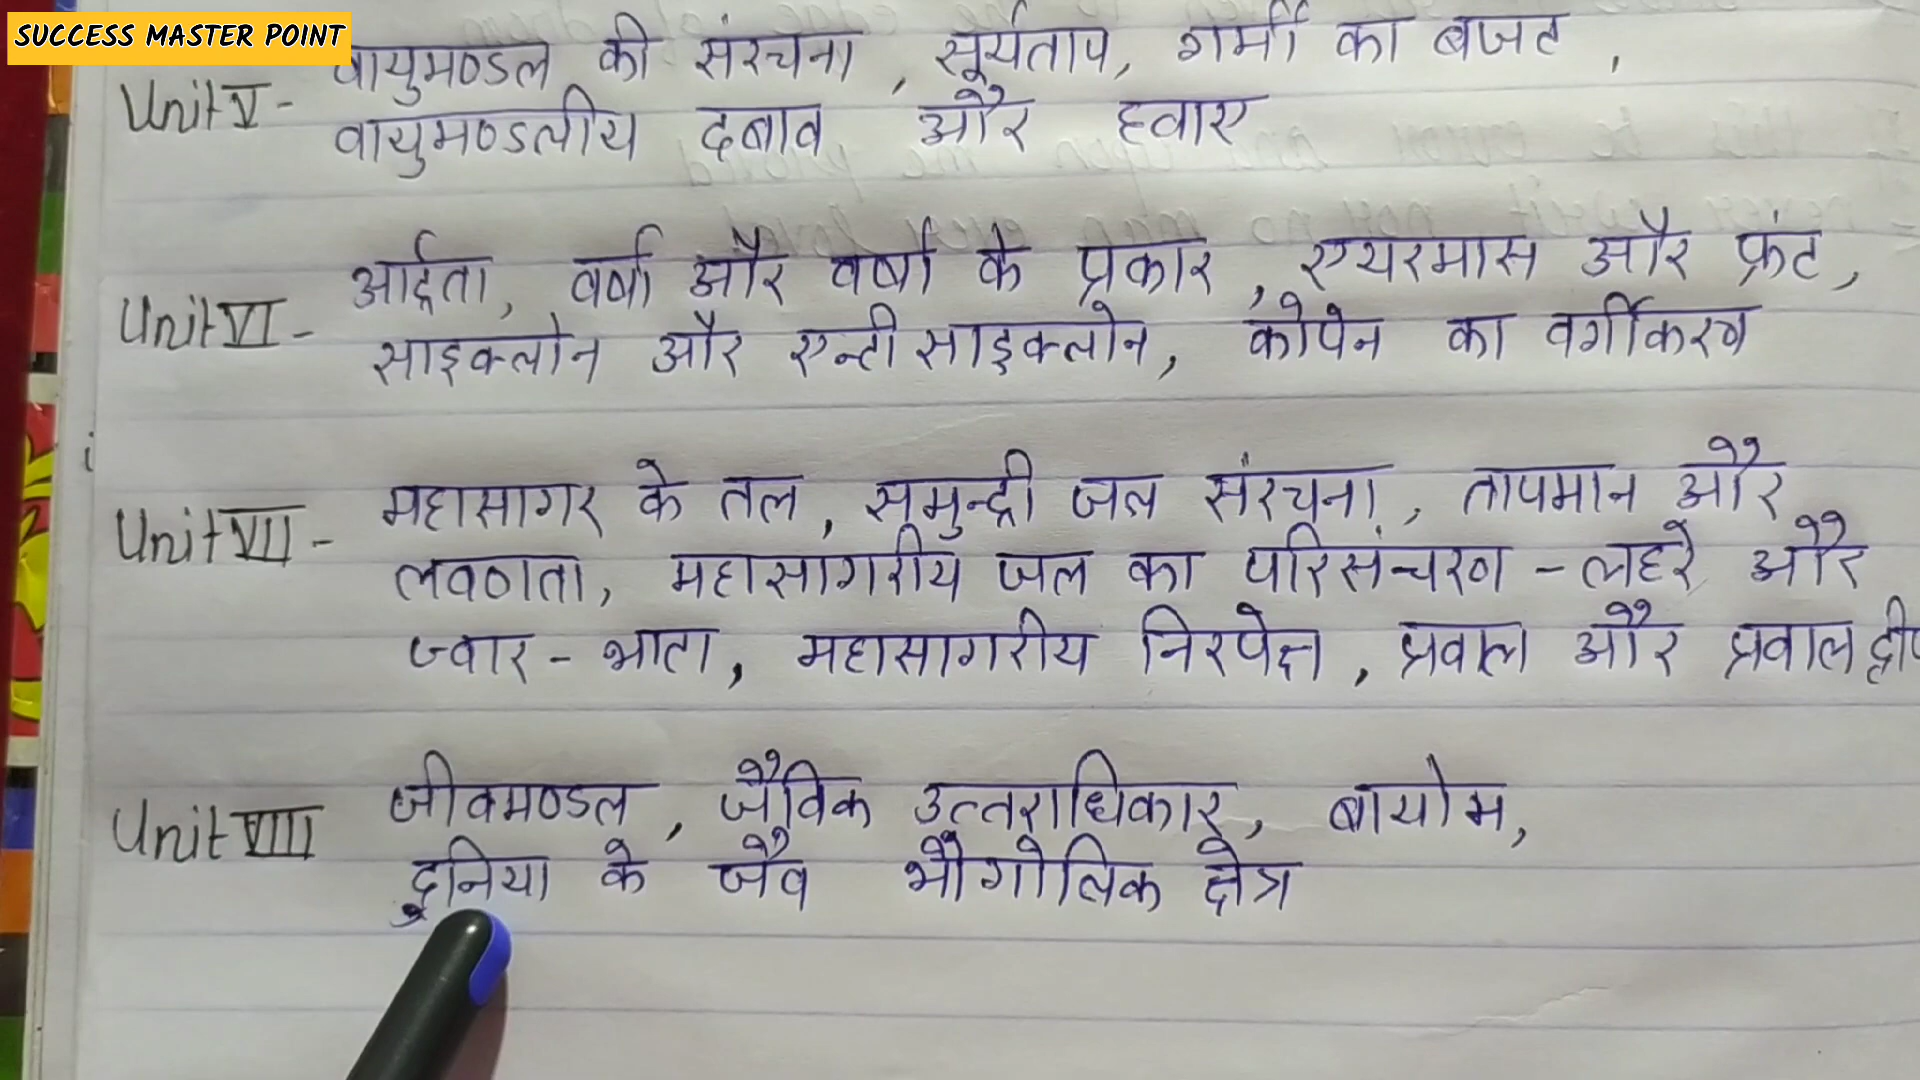 SUCCESS MASTER POINT
वायुमण्डल की संरचना, सूर्यताप, गर्मी का बजट,
Unit V - वायुमण्डलीय दबाव और हवाए
आर्द्रता, वर्षा और वर्षा के प्रकार, एयरमास और फ्रंट,
Unit VI - साइक्लोन और एन्टी साइक्लोन, कोपेन का वर्गीकरण
महासागर के तल, समुन्द्री जल संरचना, तापमान और
Unit VII - लवणता, महासागरीय जल का परिसंचरण - लहरे और
ज्वार - भाटा, महासागरीय निरपेक्ष, प्रवाल और प्रवाल
Unit VIII जीवमण्डल, जैविक उत्तराधिकार, बायोम,
दुनिया के जैव भौगोलिक क्षेत्र